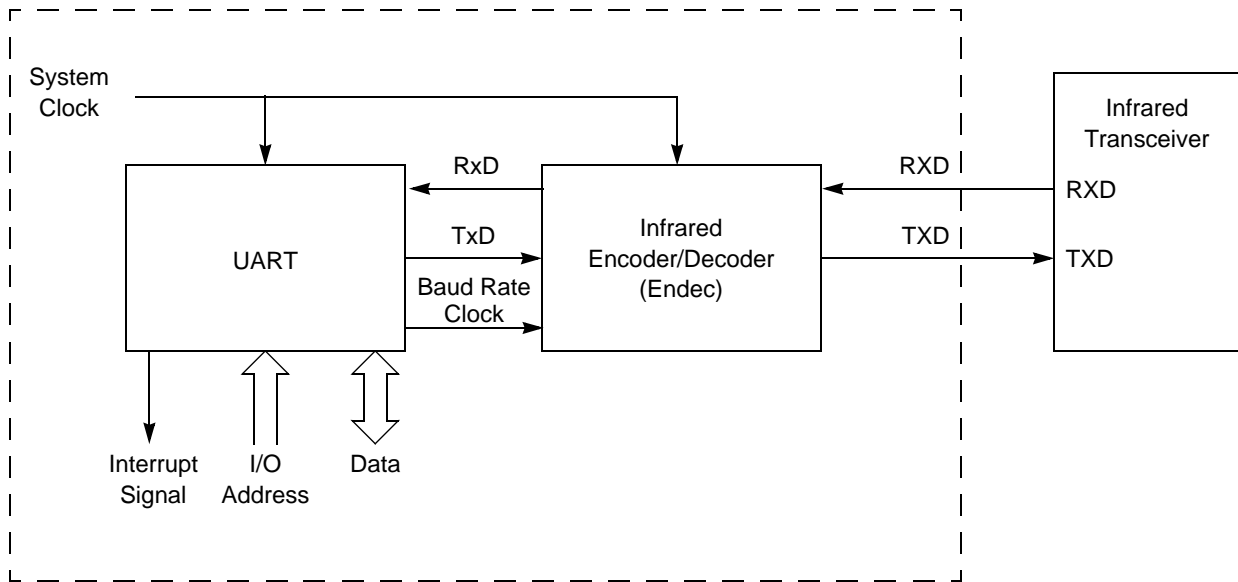 System
Clock
Infrared
Transceiver
RxD
RXD
RXD
UART
TxD
Infrared
Encoder/Decoder
(Endec)
TXD
TXD
Baud Rate
Clock
Interrupt
Signal
I/O
Address
Data